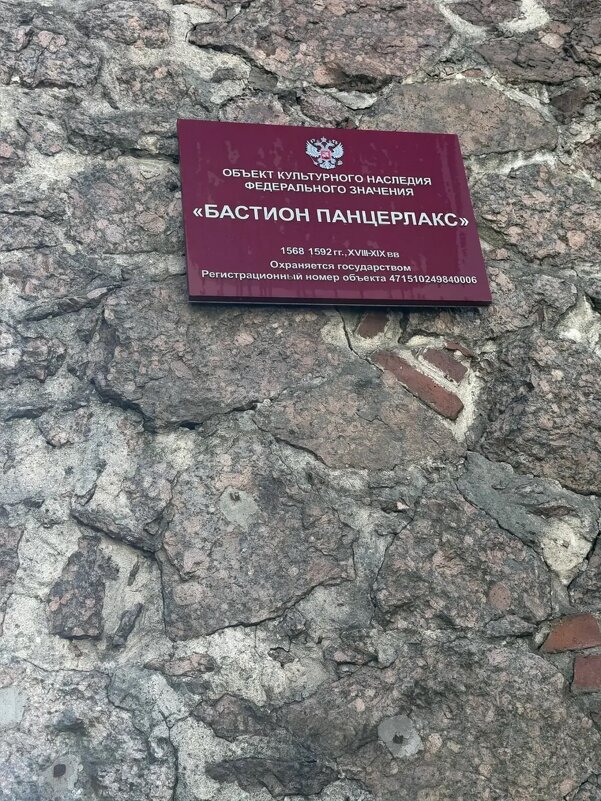 ОБЪЕКТ КУЛЬТУРНОГО НАСЛЕДИЯ
ФЕДЕРАЛЬНОГО ЗНАЧЕНИЯ
«БАСТИОН ПАНЦЕРЛАКС»
1568 1592 гг., XVIII-XIX вв
Охраняется государством
Регистрационный номер объекта 471510249840006